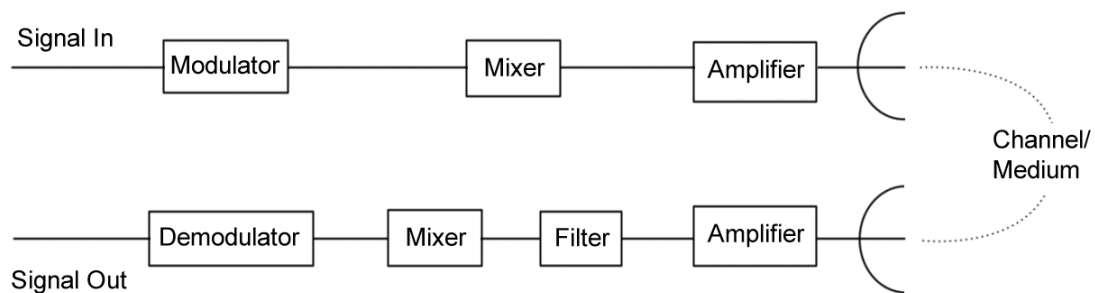 Signal In
Modulator
Mixer
Amplifier
Channel/
Medium
Demodulator
Mixer
Filter
Amplifier
Signal Out